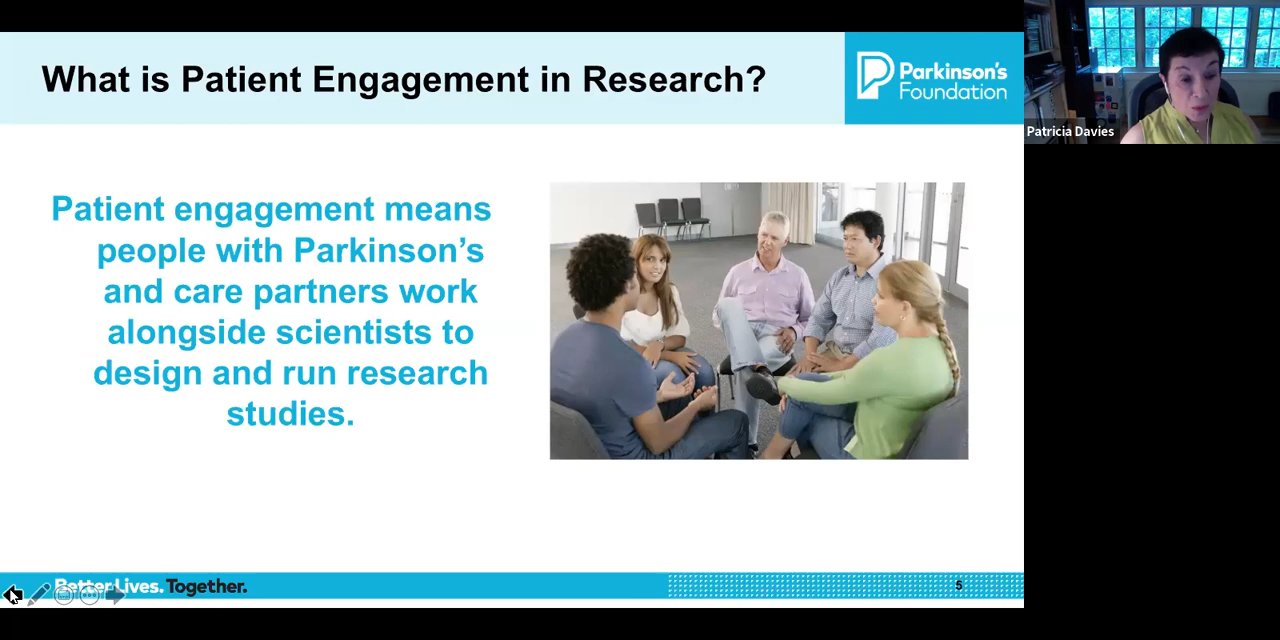 What is Patient Engagement in Research?
Parkinson's
Foundation
Patricia Davies
Patient engagement means
people with Parkinson’s
and care partners work
alongside scientists to
design and run research
studies.
Better Lives. Together.
5